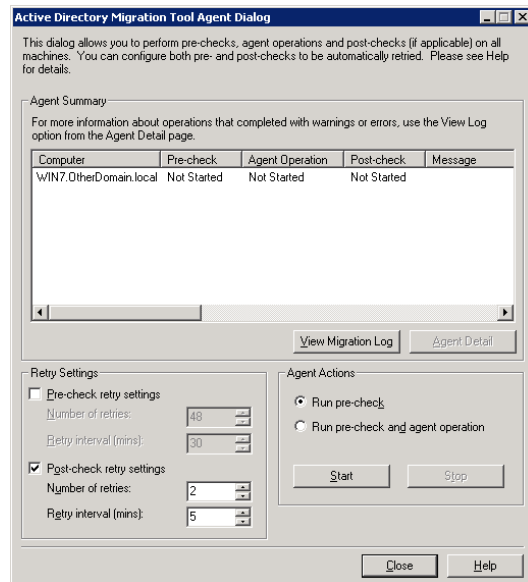 Active Directory Migration Tool Agent Dialog
This dialog allows you to perform pre-checks, agent operations and post-checks (if applicable) on all
machines. You can configure both pre- and post-checks to be automatically retried. Please see Help
for details.
Agent Summary
For more information about operations that completed with warnings or errors, use the View Log
option from the Agent Detail page.
Computer Pre-check Agent Operation Post-check Message
WIN7.OtherDomain.local Not Started Not Started Not Started
View Migration Log Agent Detail
Retry Settings
Pre-check retry settings
Number of retries: 48
Retry interval (mins): 30
Post-check retry settings
Number of retries: 2
Retry interval (mins): 5
Agent Actions
Run pre-check
Run pre-check and agent operation
Start Stop
Close Help